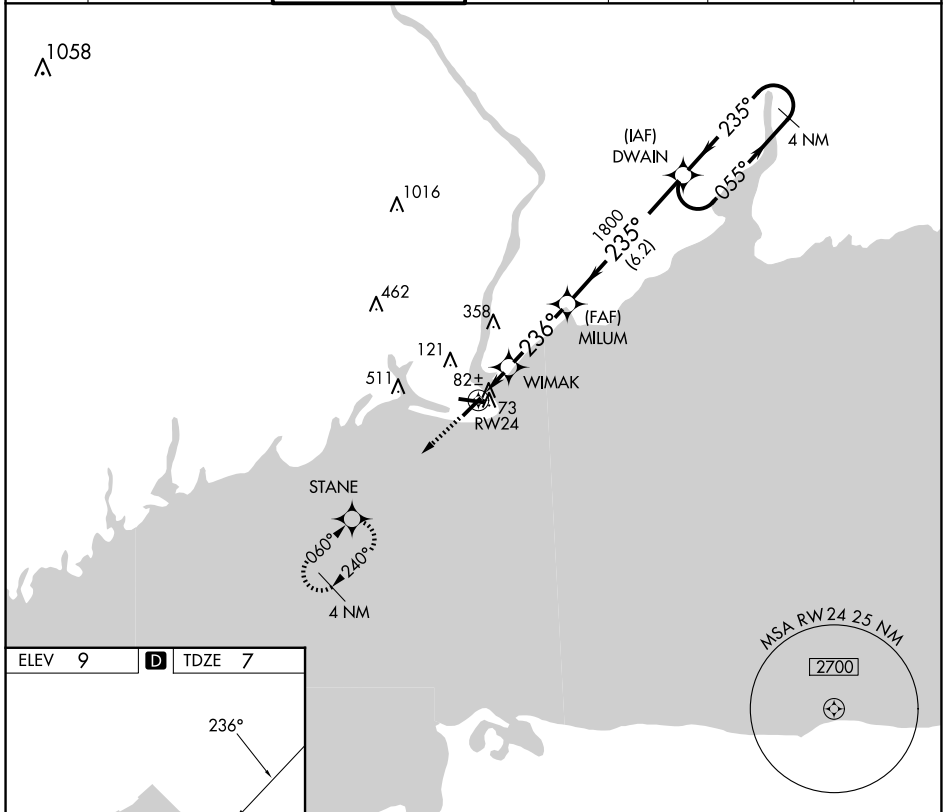 1058
235°
4 NM
(IAF)
DWAIN
055°
1016
1800
235°
(6.2)
462
358
(FAF)
MILUM
236°
121
511
82±
WIMAK
73
RW24
STANE
060°
240°
4 NM
MSA RW24 25 NM
2700
ELEV 9 D TDZE 7
236°